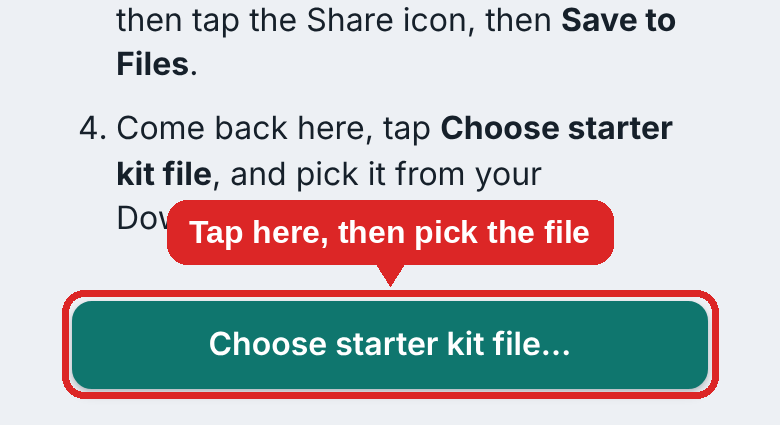 then tap the Share icon, then Save to
Files.
4. Come back here, tap Choose starter
kit file, and pick it from your
Tap here, then pick the file
Choose starter kit file...